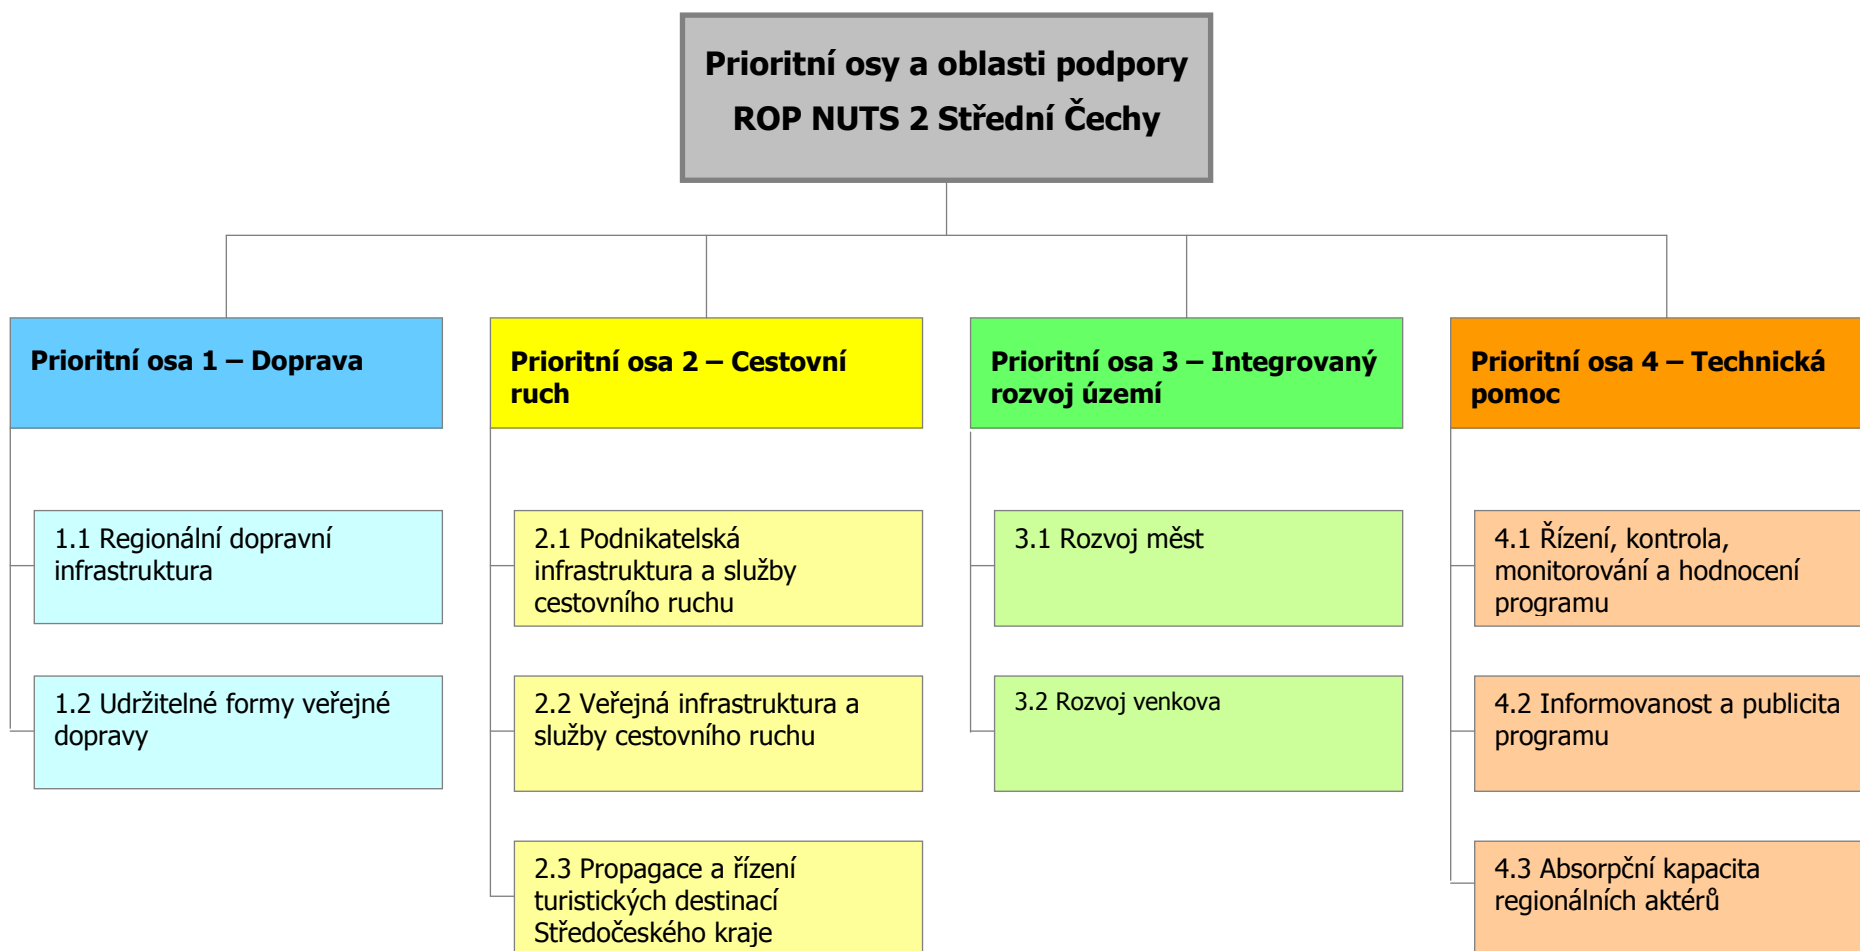 Prioritní osy a oblasti podpory
ROP NUTS 2 Střední Čechy
Prioritní osa 1 – Doprava
1.1 Regionální dopravní
infrastruktura
1.2 Udržitelné formy veřejné
dopravy
Prioritní osa 2 – Cestovní
ruch
2.1 Podnikatelská
infrastruktura a služby
cestovního ruchu
2.2 Veřejná infrastruktura a
služby cestovního ruchu
2.3 Propagace a řízení
turistických destinací
Středočeského kraje
Prioritní osa 3 – Integrovaný
rozvoj území
3.1 Rozvoj měst
3.2 Rozvoj venkova
Prioritní osa 4 – Technická
pomoc
4.1 Řízení, kontrola,
monitorování a hodnocení
programu
4.2 Informovanost a publicita
programu
4.3 Absorpční kapacita
regionálních aktérů